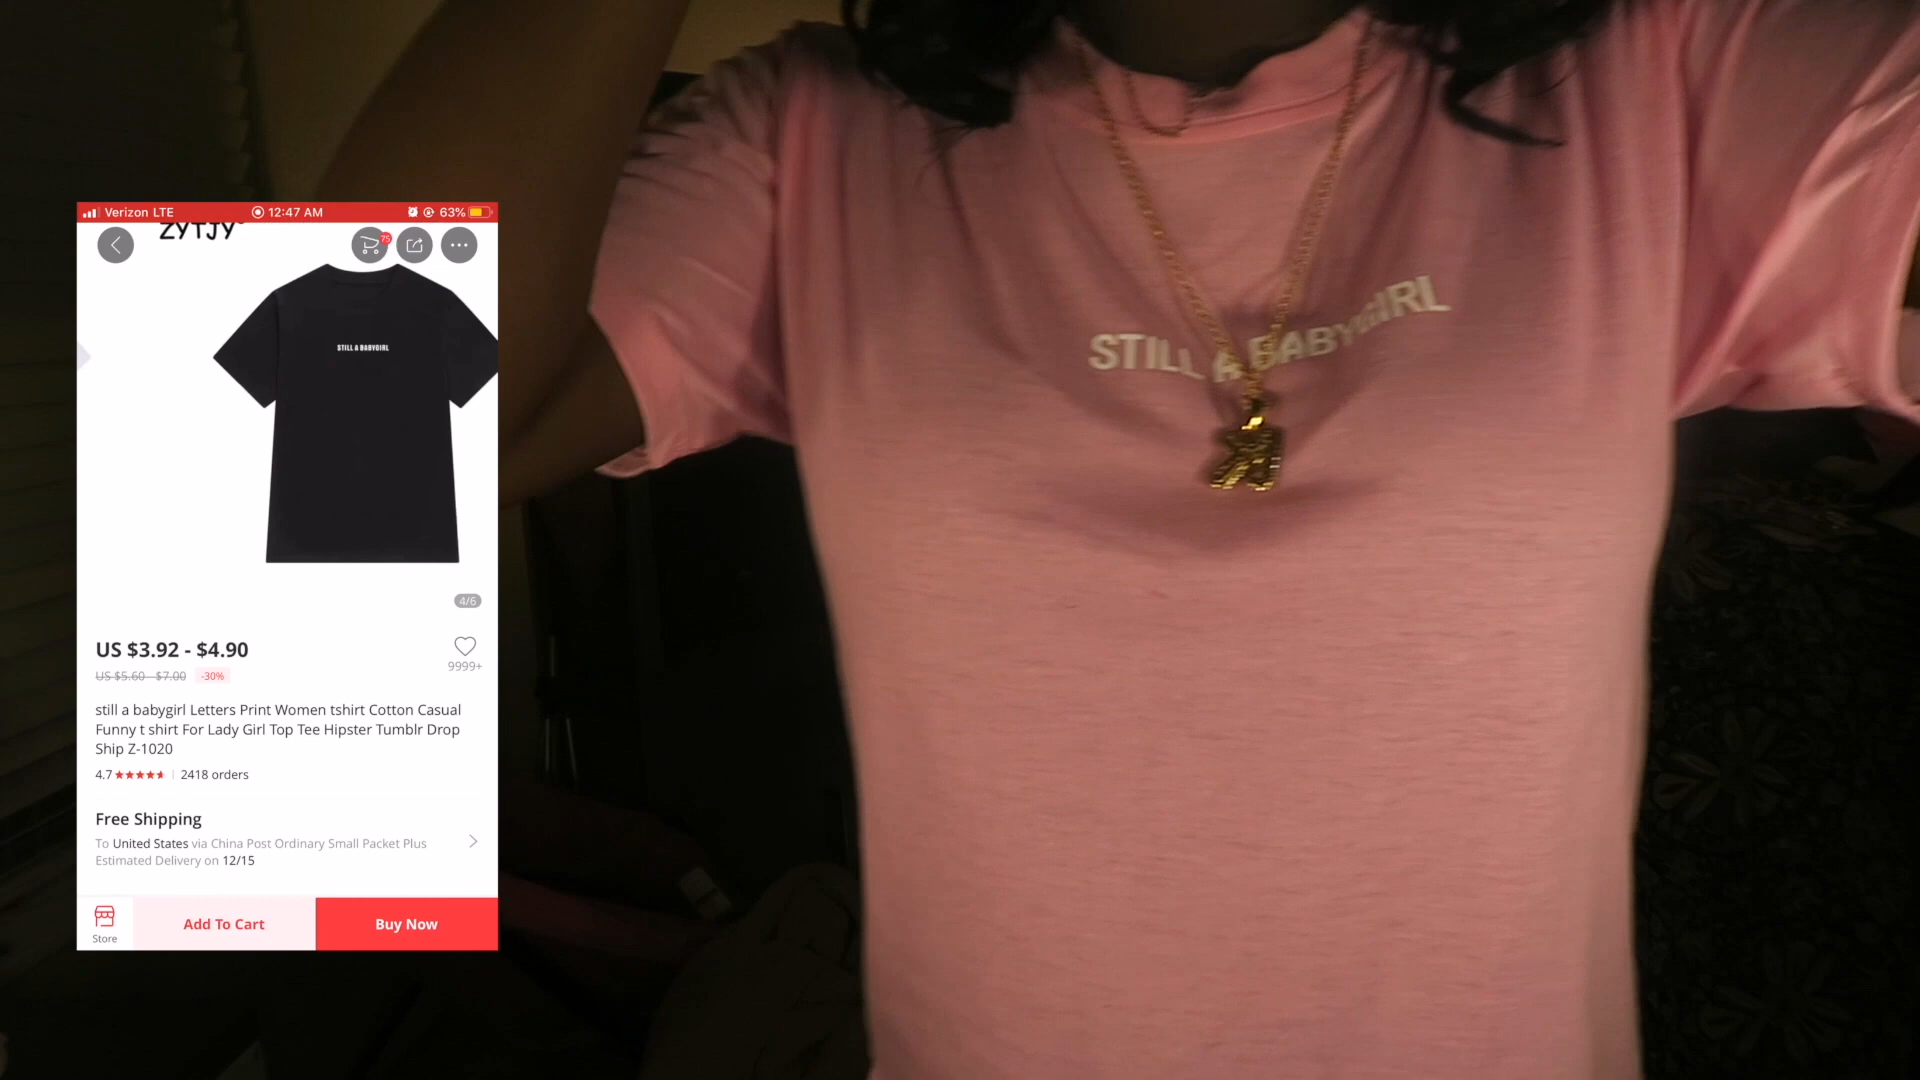 Verizon LTE
12:47 AM
63%
ZYTJY
75
STILL A BABYGIRL
4/6
US $3.92 - $4.90
9999+
US $5.60 - $7.00
-30%
still a babygirl Letters Print Women tshirt Cotton Casual
Funny t shirt For Lady Girl Top Tee Hipster Tumblr Drop
Ship Z-1020
4.7
2418 orders
Free Shipping
To United States via China Post Ordinary Small Packet Plus
Estimated Delivery on 12/15
Store
Add To Cart
Buy Now
STILL A BABYGIRL